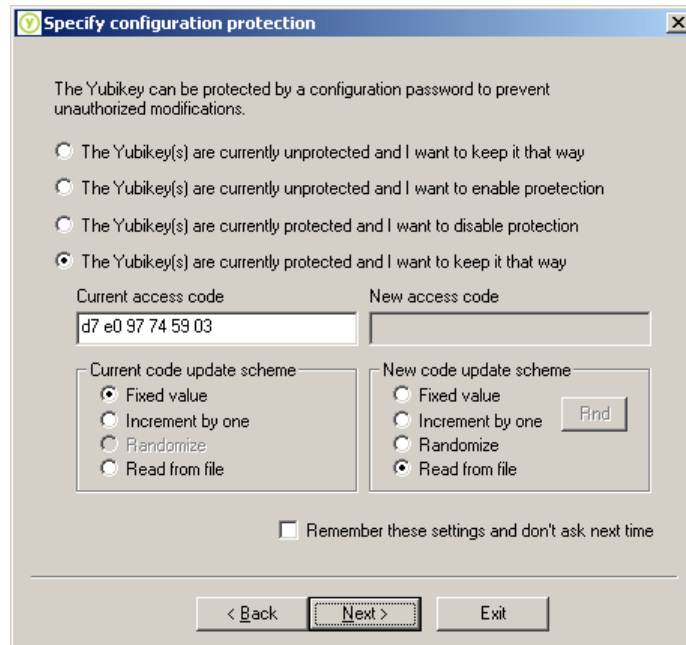 Specify configuration protection
The Yubikey can be protected by a configuration password to prevent
unauthorized modifications.
The Yubikey(s) are currently unprotected and I want to keep it that way
The Yubikey(s) are currently unprotected and I want to enable proetection
The Yubikey(s) are currently protected and I want to disable protection
The Yubikey(s) are currently protected and I want to keep it that way
Current access code
New access code
d7 e0 97 74 59 03
Current code update scheme
Fixed value
Increment by one
Randomize
Read from file
New code update scheme
Fixed value
Increment by one
Rnd
Randomize
Read from file
Remember these settings and don't ask next time
< Back
Next >
Exit